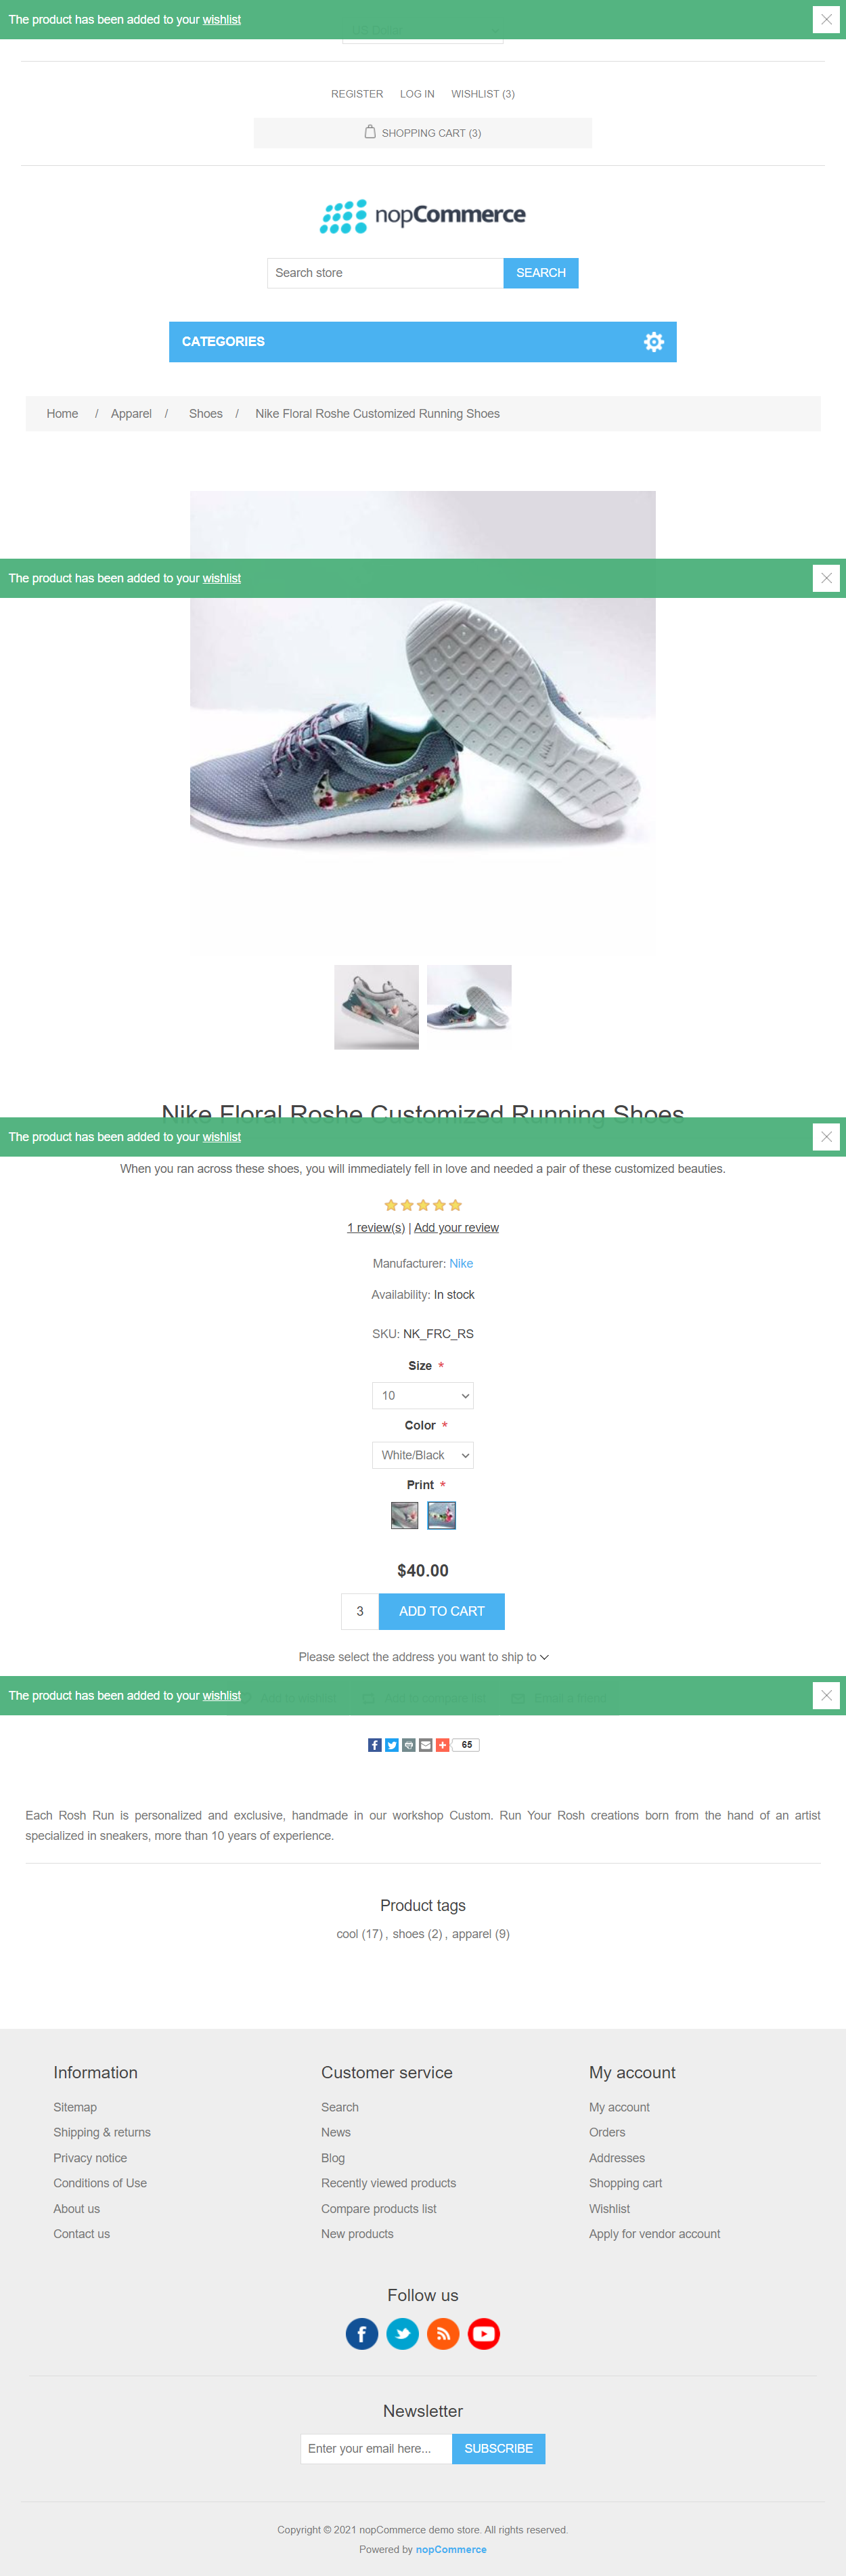 The product has been added to your wishlist
REGISTER LOG IN WISHLIST (3)
SHOPPING CART (3)
nopCommerce
Search store SEARCH
CATEGORIES
Home / Apparel / Shoes / Nike Floral Roshe Customized Running Shoes
The product has been added to your wishlist
Nike Floral Roshe Customized Running Shoes
The product has been added to your wishlist
When you ran across these shoes, you will immediately fell in love and needed a pair of these customized beauties.
1 review(s) | Add your review
Manufacturer: Nike
Availability: In stock
SKU: NK_FRC_RS
Size *
10
Color *
White/Black
Print *
$40.00
3 ADD TO CART
Please select the address you want to ship to
The product has been added to your wishlist
65
Each Rosh Run is personalized and exclusive, handmade in our workshop Custom. Run Your Rosh creations born from the hand of an artist
specialized in sneakers, more than 10 years of experience.
Product tags
cool (17) , shoes (2) , apparel (9)
Information
Sitemap
Shipping & returns
Privacy notice
Conditions of Use
About us
Contact us
Customer service
Search
News
Blog
Recently viewed products
Compare products list
New products
My account
My account
Orders
Addresses
Shopping cart
Wishlist
Apply for vendor account
Follow us
Newsletter
Enter your email here... SUBSCRIBE
Copyright © 2021 nopCommerce demo store. All rights reserved.
Powered by nopCommerce